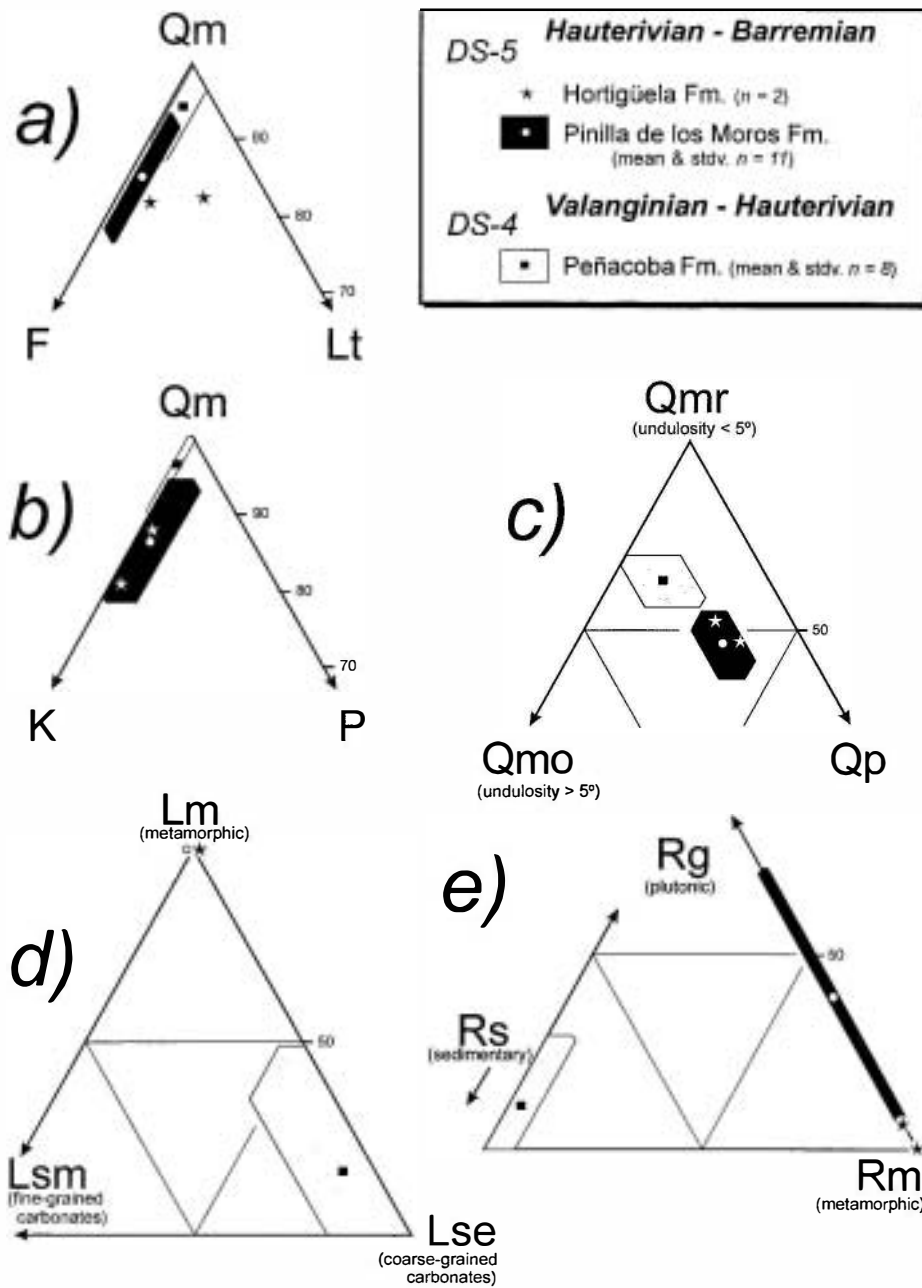 a)
Qm
80
80
70
F
Lt
Hauterivian - Barremian
DS-5
Hortigüela Fm. (n = 2)
Pinilla de los Moros Fm.
(mean & stdv. n = 11)
Valanginian - Hauterivian
DS-4
Peñacoba Fm. (mean & stdv. n = 8)
b)
Qm
90
80
70
K
P
c)
Qmr
(undulosity < 5º)
50
Qmo
(undulosity > 5º)
Qp
d)
Lm
(metamorphic)
50
Lsm
(fine-grained
carbonates)
Lse
(coarse-grained
carbonates)
e)
Rg
(plutonic)
50
Rs
(sedimentary)
Rm
(metamorphic)